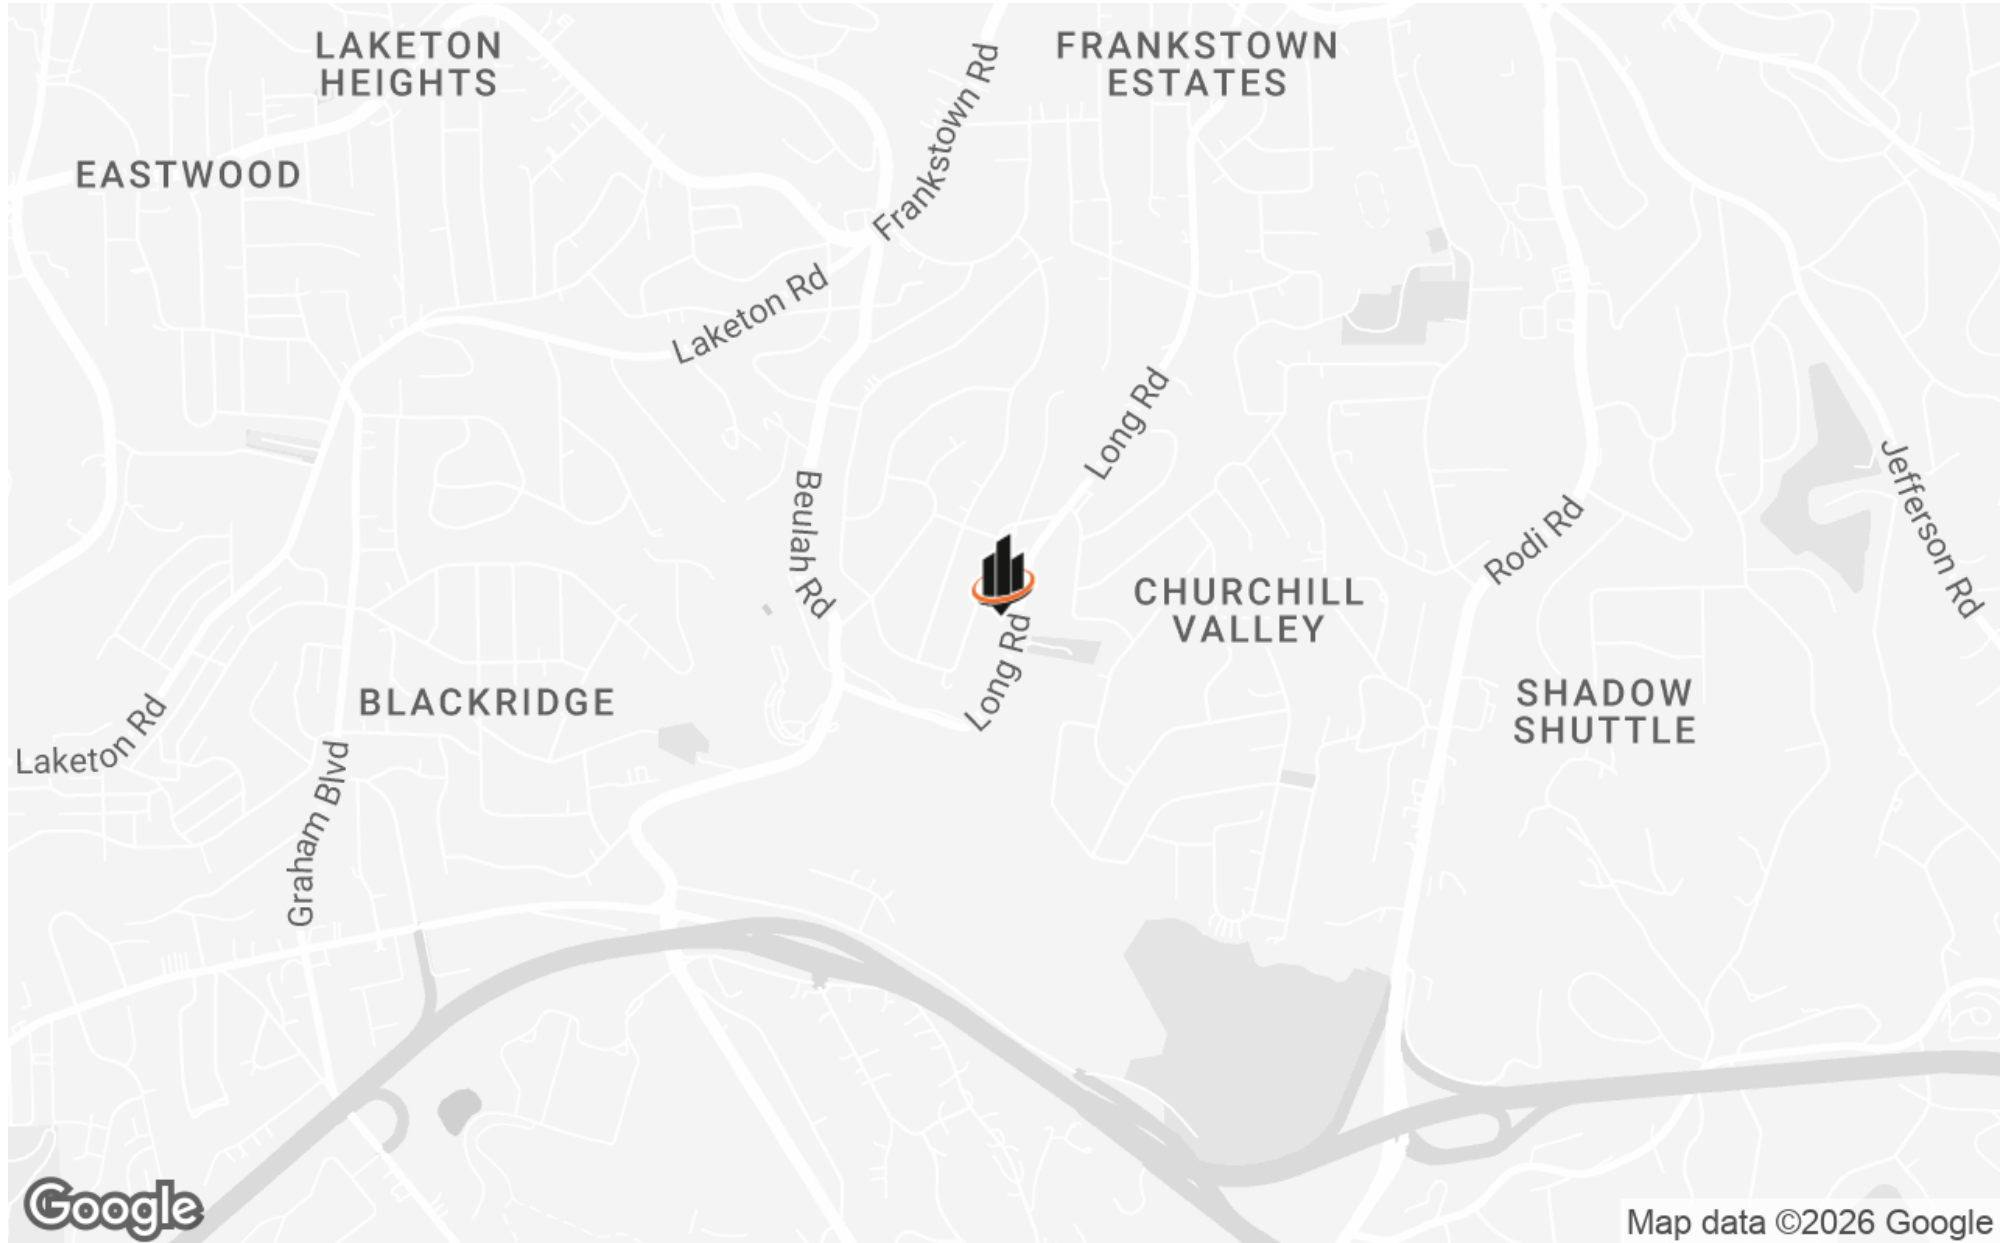 LAKETON
HEIGHTS
FRANKSTOWN
ESTATES
Frankstown Rd
EASTWOOD
Laketon Rd
Long Rd
Beulah Rd
Rodi Rd
Jefferson Rd
CHURCHILL
VALLEY
Long Rd
BLACKRIDGE
SHADOW
SHUTTLE
Laketon Rd
Graham Blvd
Google
Map data ©2026 Google